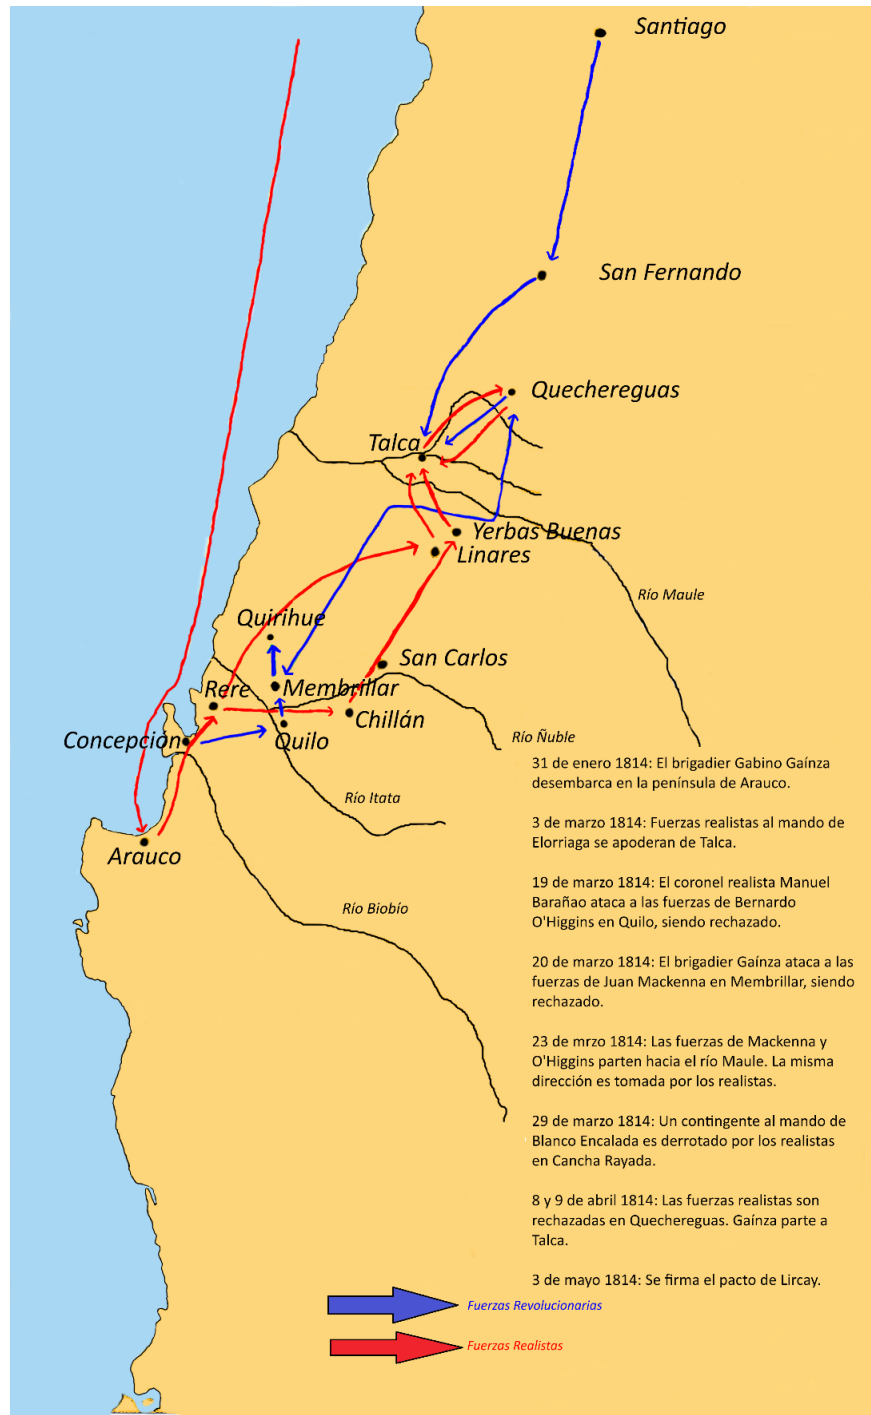 Santiago
San Fernando
Quechereguas
Talca
Yerbas Buenas
Linares
Río Maule
Quirihue
San Carlos
Rere
Membrillar
Chillán
Concepción
Quilo
Río Ñuble
Río Itata
Arauco
Río Biobío
31 de enero 1814: El brigadier Gabino Gaínza
desembarca en la península de Arauco.
3 de marzo 1814: Fuerzas realistas al mando de
Elorriaga se apoderan de Talca.
19 de marzo 1814: El coronel realista Manuel
Barañao ataca a las fuerzas de Bernardo
O'Higgins en Quilo, siendo rechazado.
20 de marzo 1814: El brigadier Gaínza ataca a las
fuerzas de Juan Mackenna en Membrillar, siendo
rechazado.
23 de mrzo 1814: Las fuerzas de Mackenna y
O'Higgins parten hacia el río Maule. La misma
dirección es tomada por los realistas.
29 de marzo 1814: Un contingente al mando de
Blanco Encalada es derrotado por los realistas
en Cancha Rayada.
8 y 9 de abril 1814: Las fuerzas realistas son
rechazadas en Quechereguas. Gaínza parte a
Talca.
3 de mayo 1814: Se firma el pacto de Lircay.
Fuerzas Revolucionarias
Fuerzas Realistas